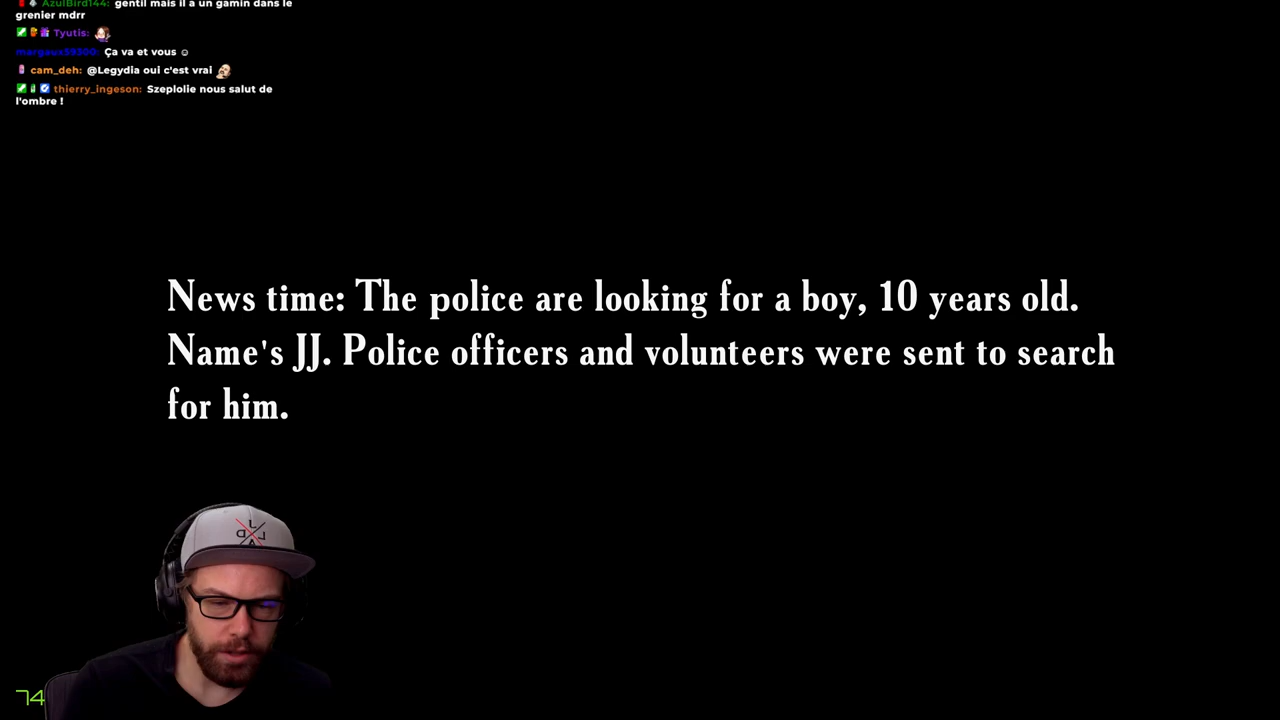 AzulBird144: gentil mais il a un gamin dans le
grenier mdrr
Tyutis:
margaux59300: Ça va et vous ☺
cam_deh: @Legydia oui c'est vrai
thierry_ingeson: Szeplolie nous salut de
l'ombre !
News time: The police are looking for a boy, 10 years old.
Name's JJ. Police officers and volunteers were sent to search
for him.
74